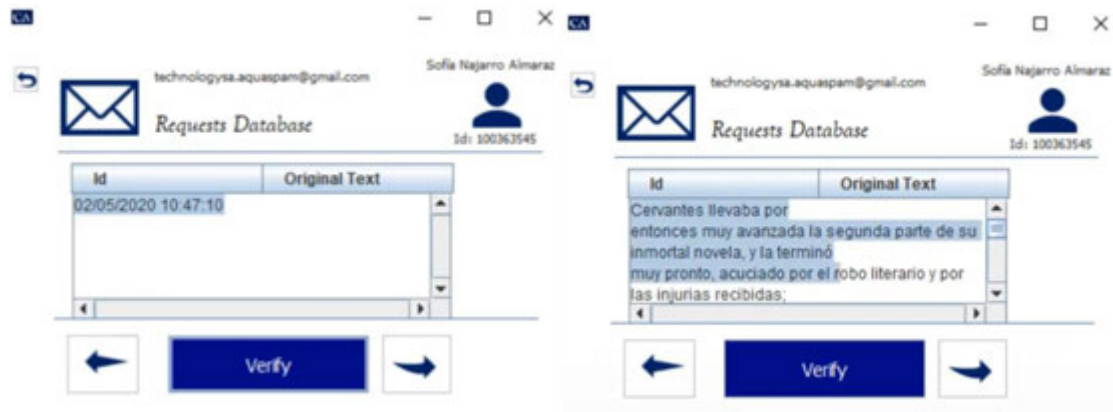 CA
technologysa.aquaspam@gmail.com
Sofía Najarro Almaraz
Requests Database
Id: 100363545
Id Original Text
02/05/2020 10:47:10
Verify
CA
technologysa.aquaspam@gmail.com
Sofía Najarro Almaraz
Requests Database
Id: 100363545
Id Original Text
Cervantes llevaba por
entonces muy avanzada la segunda parte de su
inmortal novela, y la terminó
muy pronto, acuciado por el robo literario y por
las injurias recibidas;
Verify